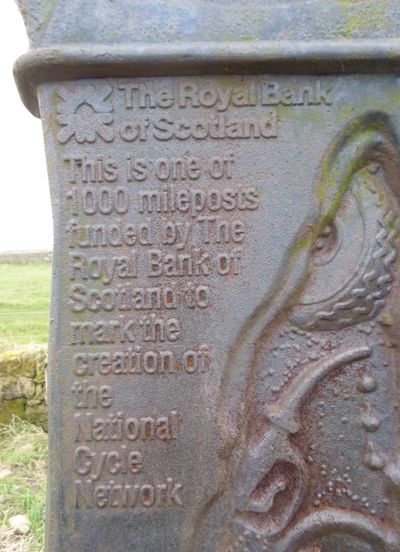 The Royal Bank
of Scotland
This is one of
1000 mileposts
funded by The
Royal Bank of
Scotland to
mark the
creation of
the
National
Cycle
Network